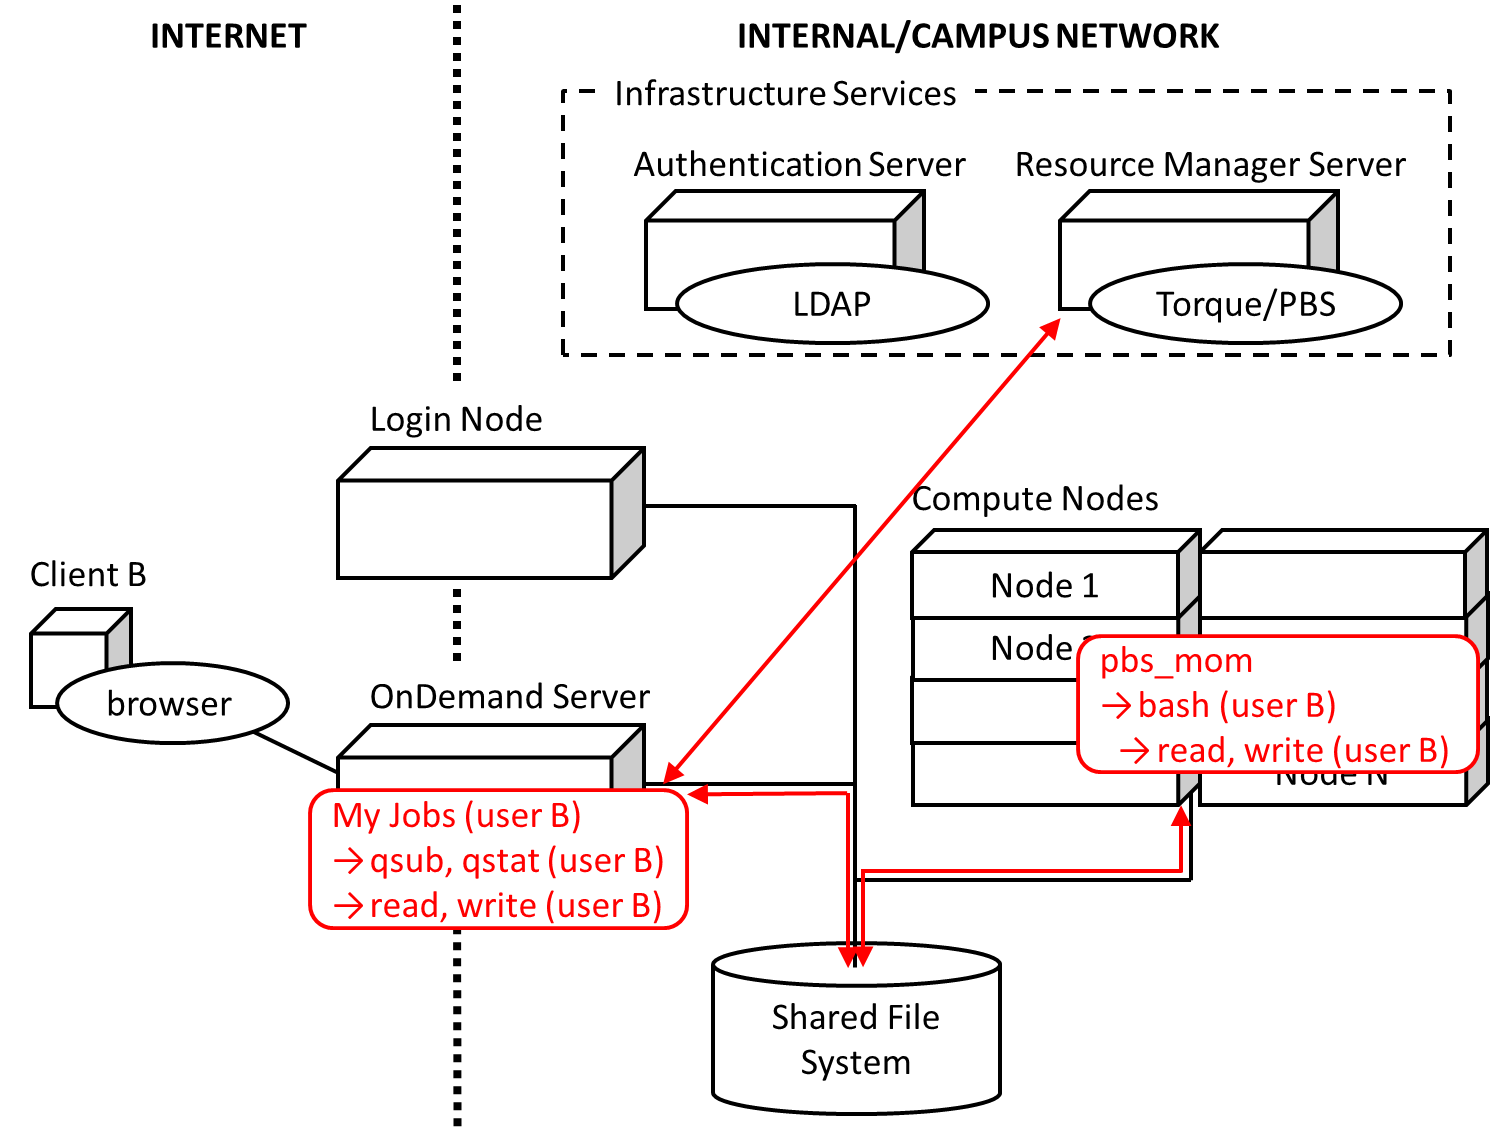 INTERNET
INTERNAL/CAMPUS NETWORK
Infrastructure Services
Authentication Server
Resource Manager Server
LDAP
Torque/PBS
Login Node
Compute Nodes
Node 1
Node
Client B
browser
OnDemand Server
pbs_mom
→bash (user B)
→read, write (user B)
Node N
My Jobs (user B)
→qsub, qstat (user B)
→read, write (user B)
Shared File
System